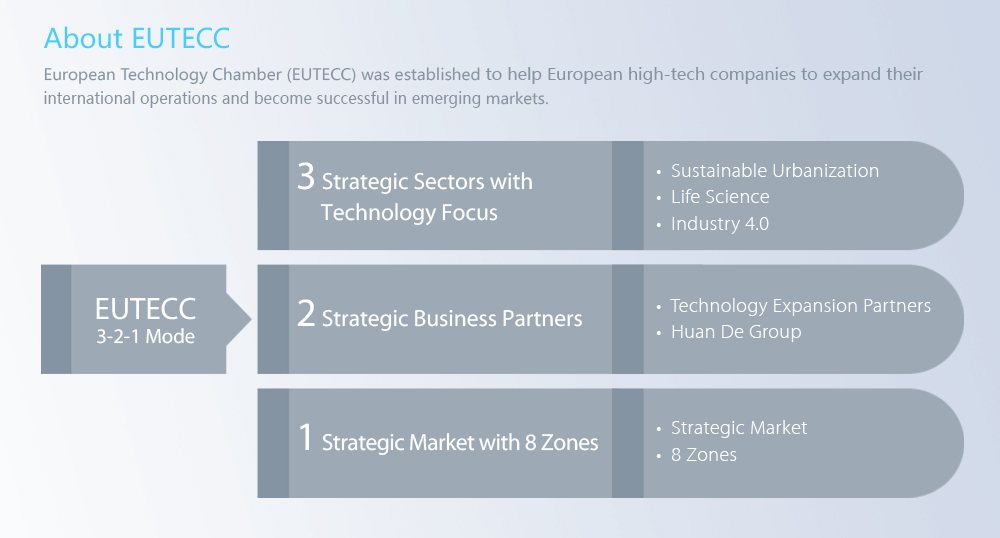 About EUTECC
European Technology Chamber (EUTECC) was established to help European high-tech companies to expand their
international operations and become successful in emerging markets.
EUTECC
3-2-1 Mode
3 Strategic Sectors with
Technology Focus
• Sustainable Urbanization
• Life Science
• Industry 4.0
2 Strategic Business Partners
• Technology Expansion Partners
• Huan De Group
1 Strategic Market with 8 Zones
• Strategic Market
• 8 Zones